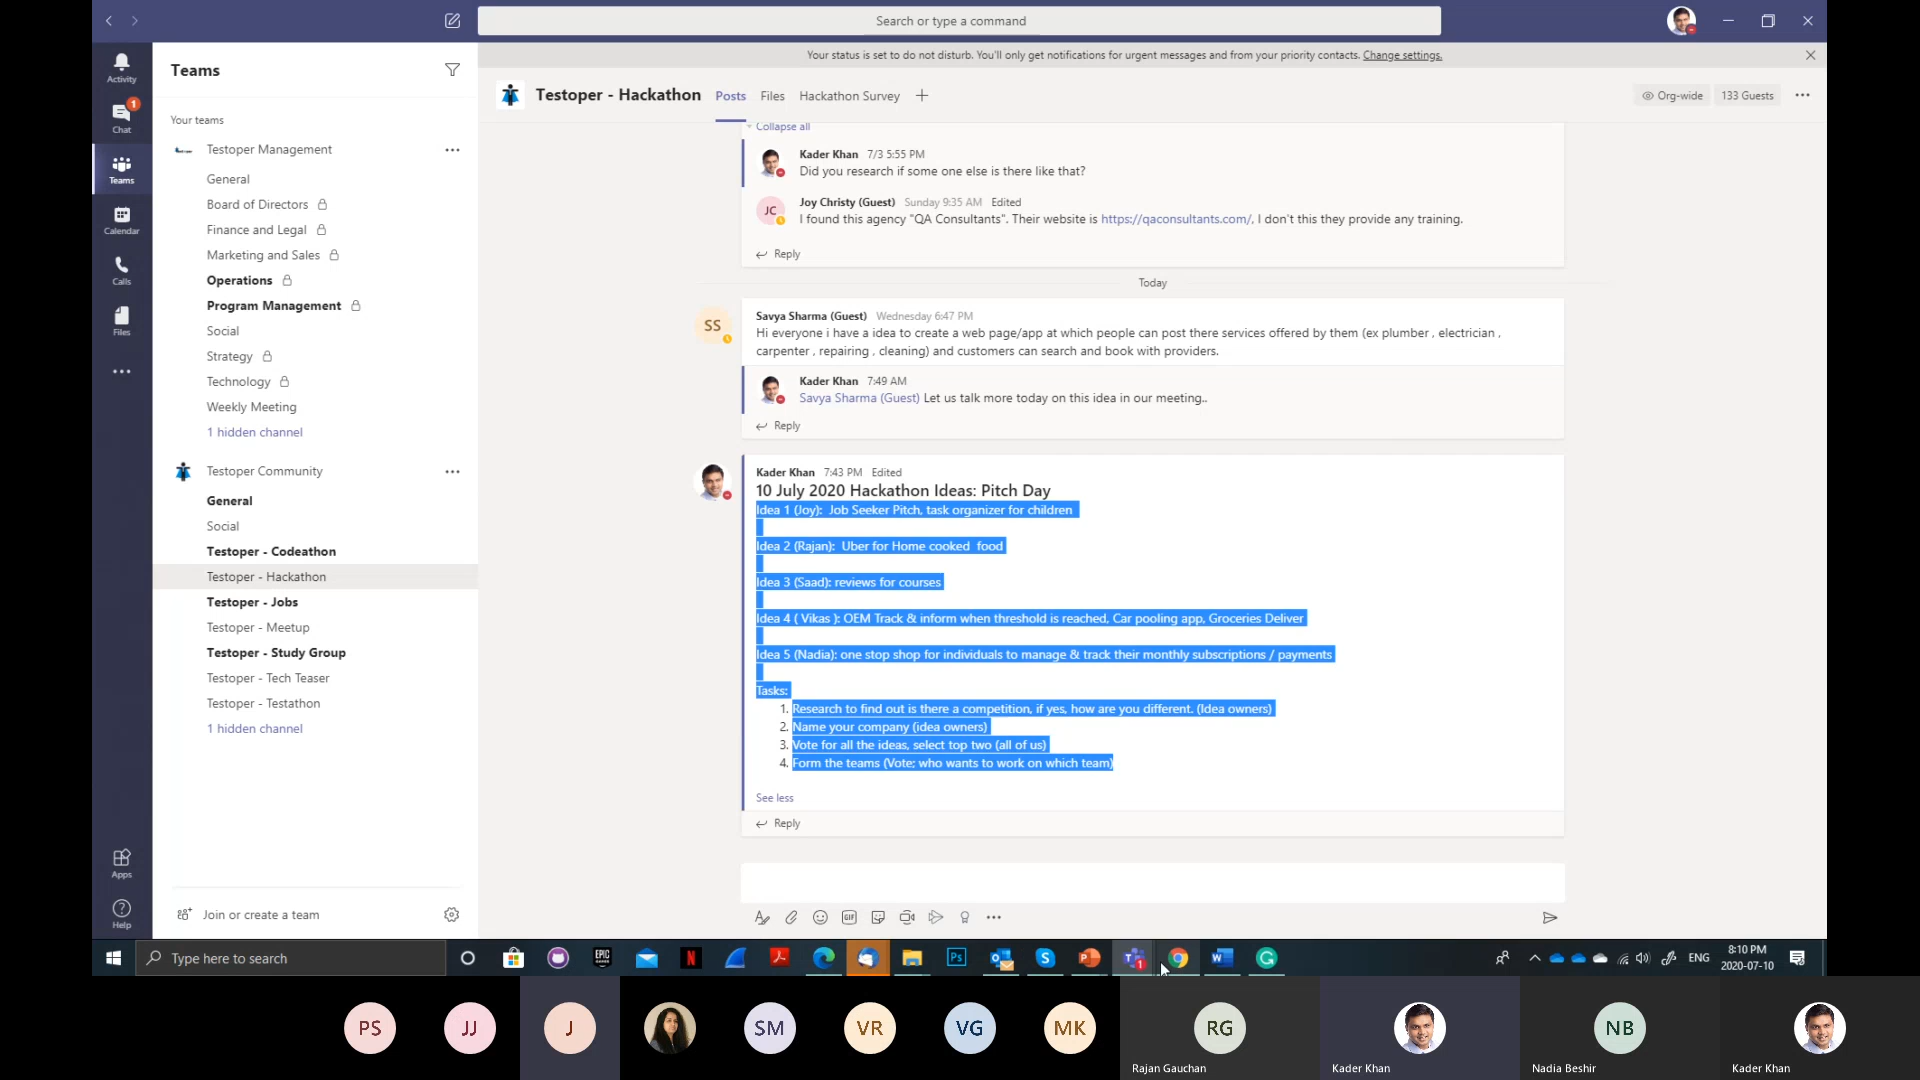 Search or type a command
Your status is set to do not disturb. You'll only get notifications for urgent messages and from your priority contacts. Change settings.
Activity
Chat
1
Teams
Calendar
Calls
Files
Apps
Help
Teams
Your teams
Testoper Management
General
Board of Directors
Finance and Legal
Marketing and Sales
Operations
Program Management
Social
Strategy
Technology
Weekly Meeting
1 hidden channel
Testoper Community
General
Social
Testoper - Codeathon
Testoper - Hackathon
Testoper - Jobs
Testoper - Meetup
Testoper - Study Group
Testoper - Tech Teaser
Testoper - Testathon
1 hidden channel
Join or create a team
Testoper - Hackathon Posts Files Hackathon Survey
Org-wide 133 Guests
Collapse all
Kader Khan 7/3 5:55 PM
Did you research if some one else is there like that?
JC
Joy Christy (Guest) Sunday 9:35 AM Edited
I found this agency "QA Consultants". Their website is https://qaconsultants.com/, I don't this they provide any training.
Reply
Today
SS
Savya Sharma (Guest) Wednesday 6:47 PM
Hi everyone i have a idea to create a web page/app at which people can post there services offered by them (ex plumber , electrician ,
carpenter , repairing , cleaning) and customers can search and book with providers.
Kader Khan 7:49 AM
Savya Sharma (Guest) Let us talk more today on this idea in our meeting..
Reply
Kader Khan 7:43 PM Edited
10 July 2020 Hackathon Ideas: Pitch Day
Idea 1 (Joy): Job Seeker Pitch, task organizer for children
Idea 2 (Rajan): Uber for Home cooked food
Idea 3 (Saad): reviews for courses
Idea 4 ( Vikas ): OEM Track & inform when threshold is reached, Car pooling app, Groceries Deliver
Idea 5 (Nadia): one stop shop for individuals to manage & track their monthly subscriptions / payments
Tasks:
1. Research to find out is there a competition, if yes, how are you different. (Idea owners)
2. Name your company (idea owners)
3. Vote for all the ideas, select top two (all of us)
4. Form the teams (Vote; who wants to work on which team)
See less
Reply
GIF
Type here to search
EPIC
Ps
1
ENG
8:10 PM
2020-07-10
PS
JJ
J
SM
VR
VG
MK
RG
NB
Rajan Gauchan
Kader Khan
Nadia Beshir
Kader Khan